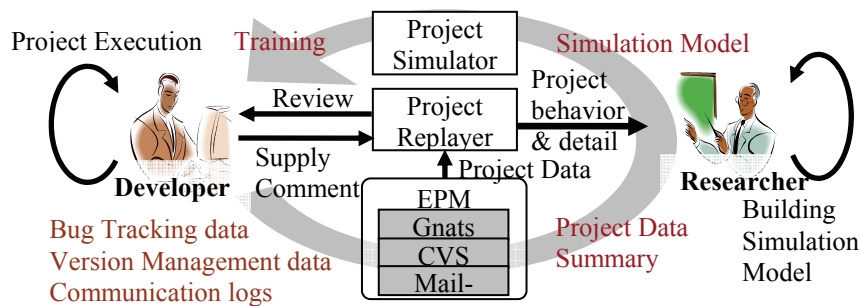 Project Execution
Training
Project
Simulator
Simulation Model
Review
Project
Replayer
Project
behavior
& detail
Supply
Comment
Project Data
Developer
Researcher
EPM
Gnats
CVS
Mail-
Bug Tracking data
Version Management data
Communication logs
Project Data
Summary
Building
Simulation
Model